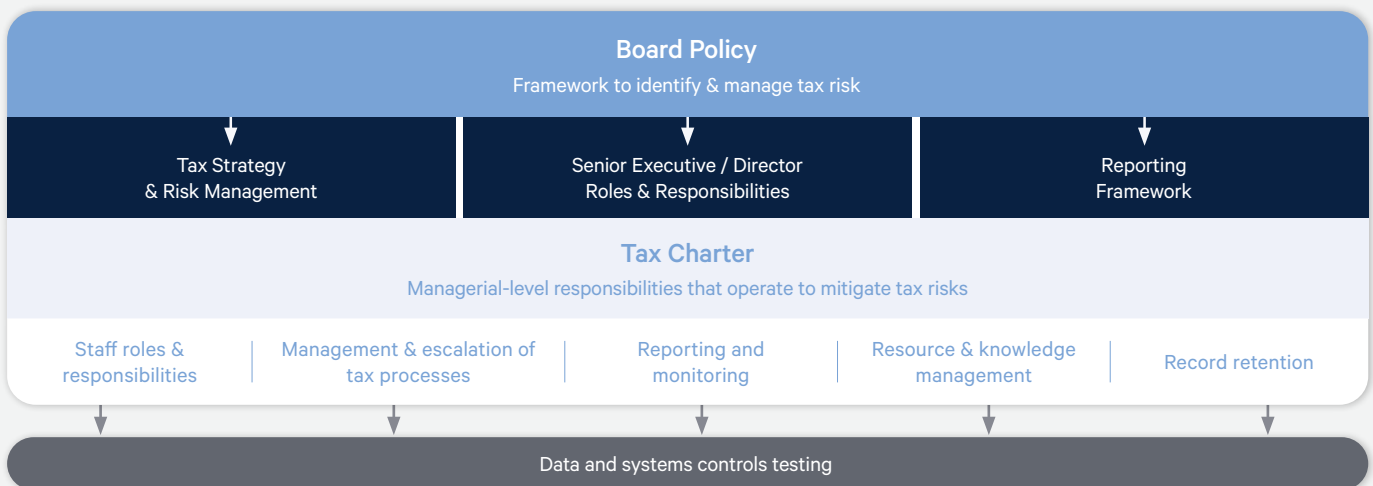 Board Policy
Framework to identify & manage tax risk
Tax Strategy
& Risk Management
Senior Executive / Director
Roles & Responsibilities
Reporting
Framework
Tax Charter
Managerial-level responsibilities that operate to mitigate tax risks
Staff roles &
responsibilities
Management & escalation of
tax processes
Reporting and
monitoring
Resource & knowledge
management
Record retention
Data and systems controls testing